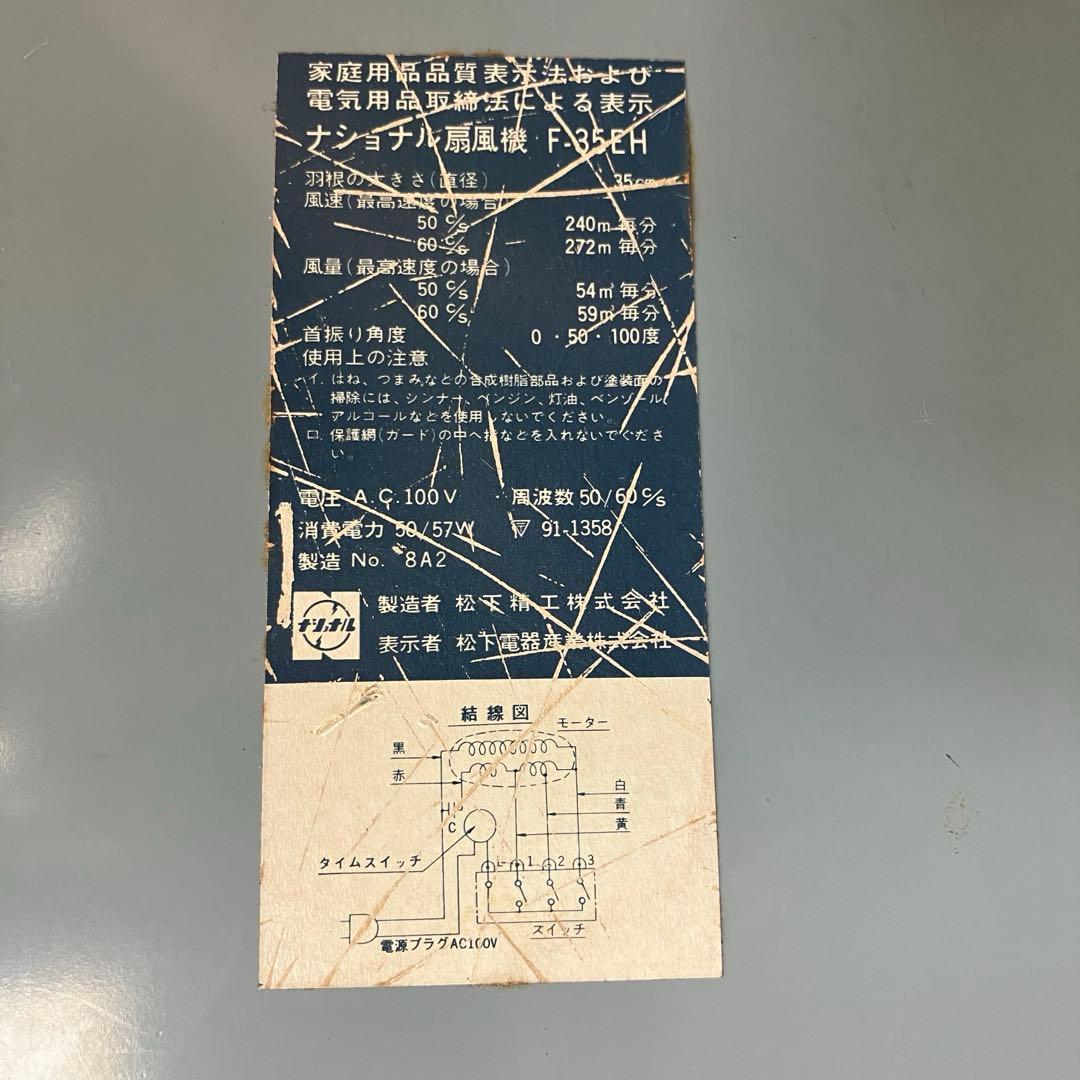 家庭用品品質表示法および
電気用品取締法による表示
ナショナル扇風機 F-35EH
羽根の大きさ(直径) 35cm
風速(最高速度の場合)
50 c/s 240m 毎分
60 c/s 272m 毎分
風量(最高速度の場合)
50 c/s 54㎥ 毎分
60 c/s 59㎥ 毎分
首振り角度 0・50・100度
使用上の注意
イ. はね、つまみなどの合成樹脂部品および塗装面の
掃除には、シンナー、ベンジン、灯油、ベンゾール、
アルコールなどを使用しないでください。
ロ. 保護網(ガード)の中へ指などを入れないでくださ
い。
電圧 A.C.100V 周波数 50/60 c/s
消費電力 50/57W 〒 91-1358
製造 No. 8A2
ナショナル
製造者 松下精工株式会社
表示者 松下電器産業株式会社
結線図
モーター
黒
赤
白
青
黄
C
タイムスイッチ
L 1 2 3
スイッチ
電源プラグAC100V